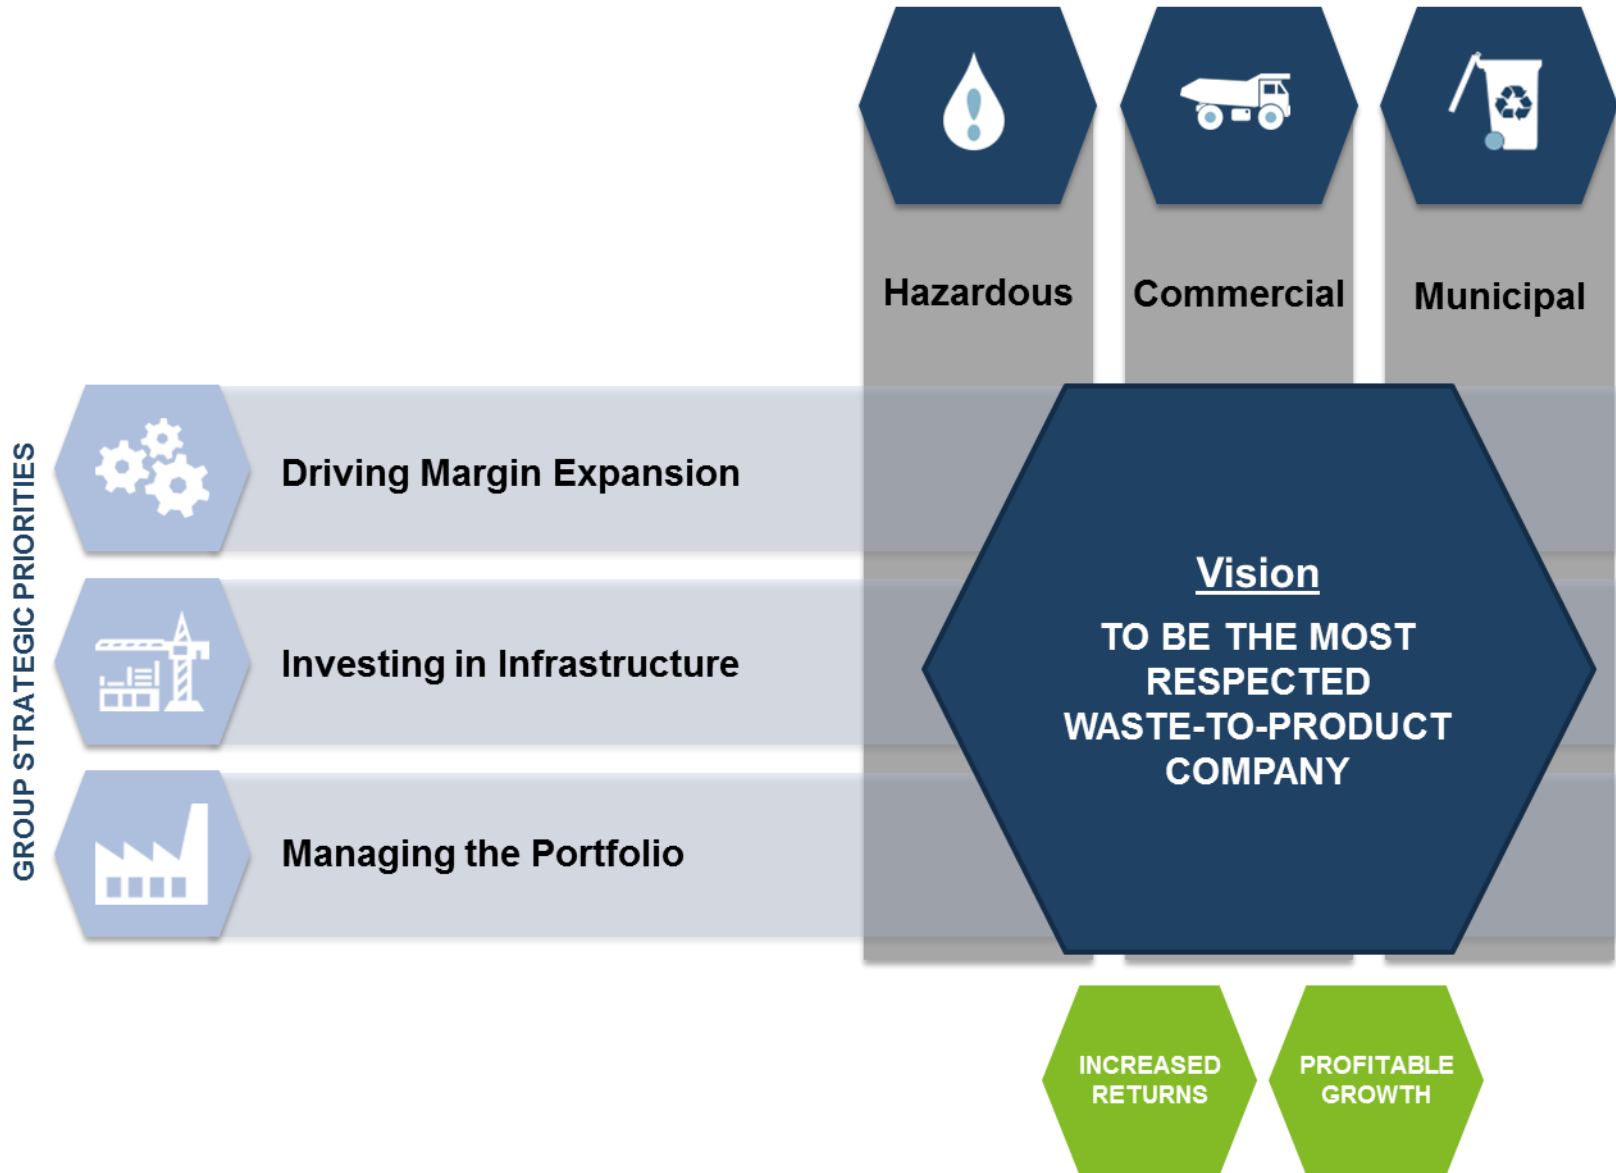 Hazardous
Commercial
Municipal
GROUP STRATEGIC PRIORITIES
Driving Margin Expansion
Investing in Infrastructure
Managing the Portfolio
Vision
TO BE THE MOST
RESPECTED
WASTE-TO-PRODUCT
COMPANY
INCREASED
RETURNS
PROFITABLE
GROWTH